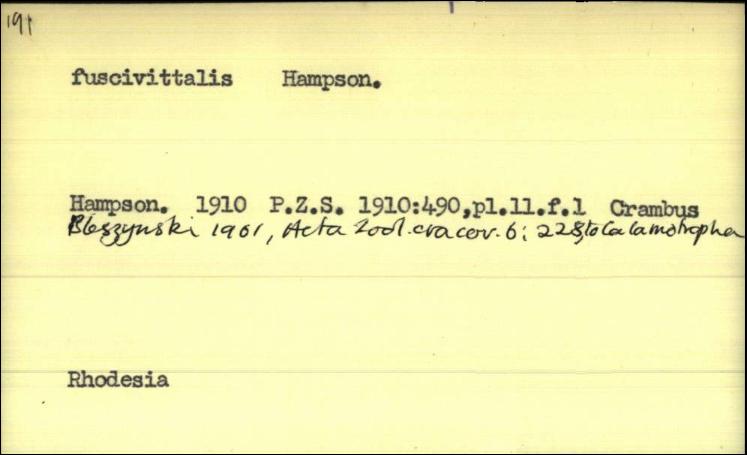 191
fuscivittalis Hampson.
Hampson. 1910 P.Z.S. 1910:490,pl.11.f.1 Crambus
Bleszynski 1961, Acta Zool. cracov. 6: 228, to Calamotropha
Rhodesia